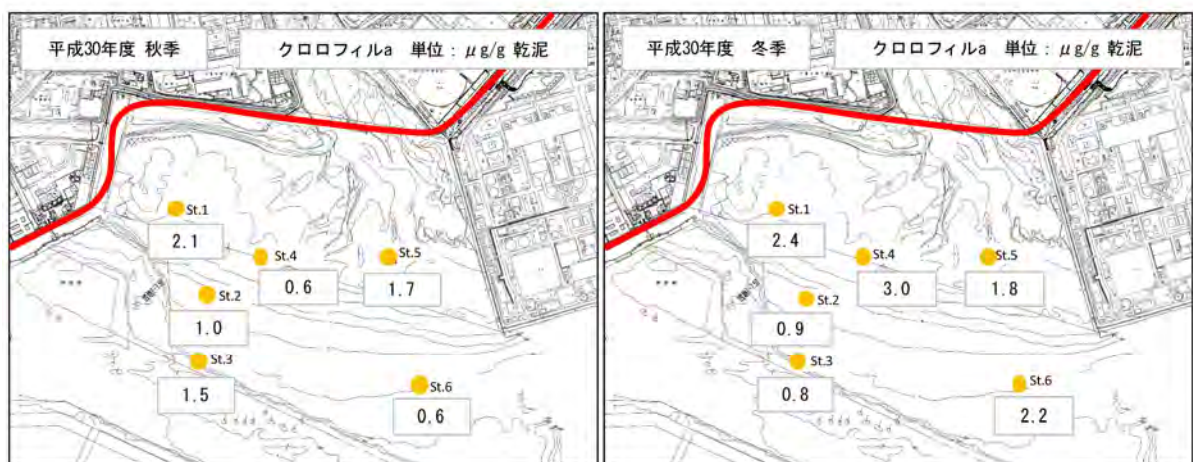 平成30年度 秋季 クロロフィルa 単位：μg/g 乾泥
St.1
2.1
St.4
0.6
St.5
1.7
St.2
1.0
St.3
1.5
St.6
0.6
平成30年度 冬季 クロロフィルa 単位：μg/g 乾泥
St.1
2.4
St.4
3.0
St.5
1.8
St.2
0.9
St.3
0.8
St.6
2.2